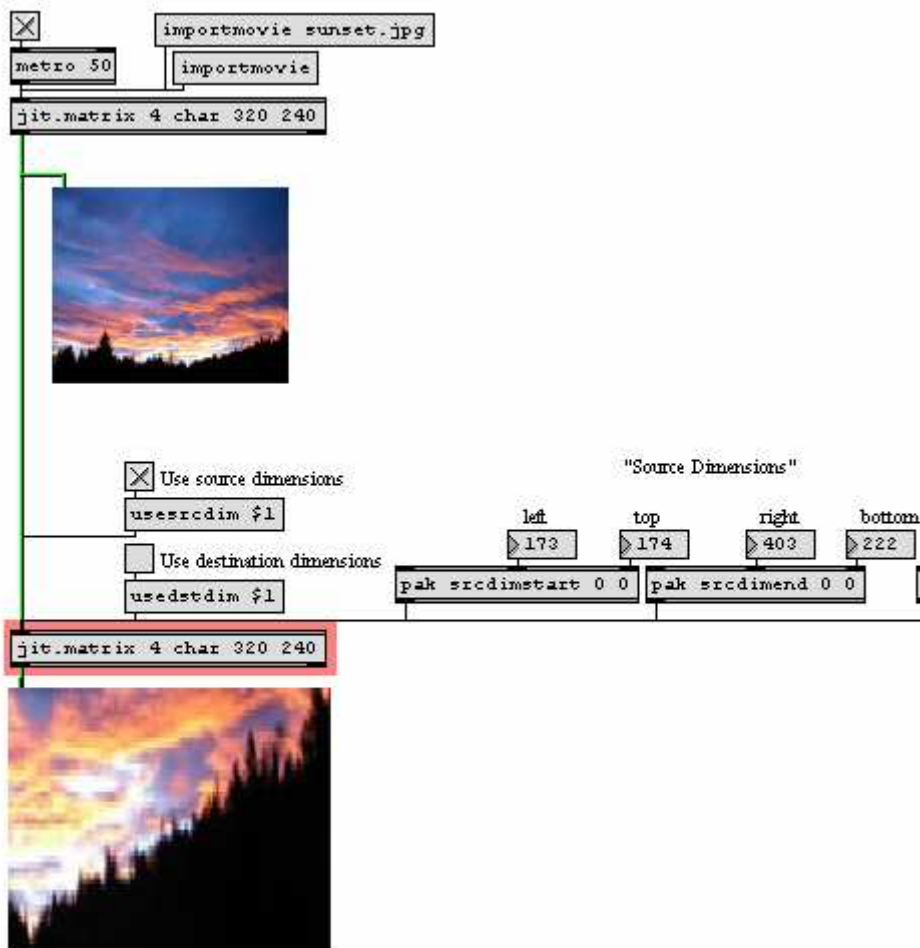 importmovie sunset.jpg
metro 50
importmovie
jit.matrix 4 char 320 240
Use source dimensions
"Source Dimensions"
usesrcdim $1
left top right bottom
173 174 403 222
Use destination dimensions
pak srcdimstart 0 0 pak srcdimend 0 0
usedstdim $1
jit.matrix 4 char 320 240